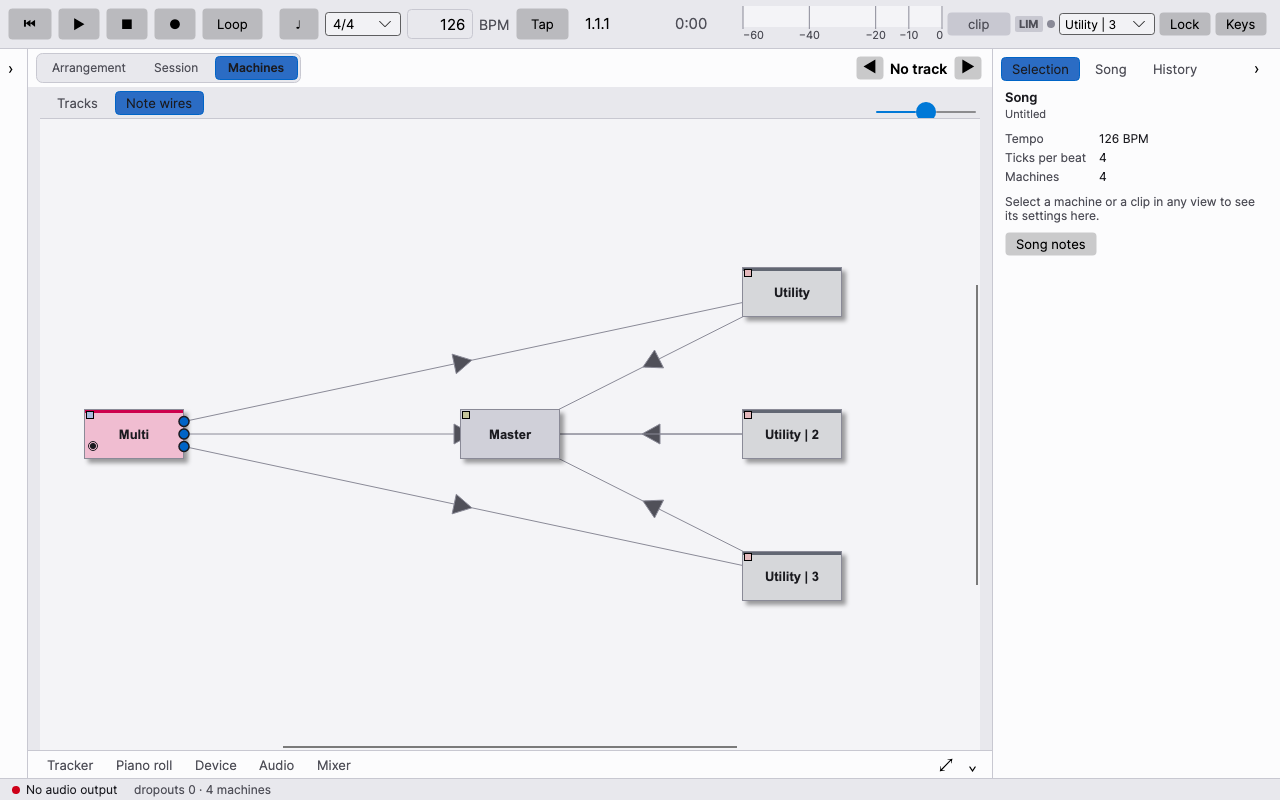 Loop
4/4
126 BPM
Tap
1.1.1
0:00
−60 −40 −20 −10 0
clip
LIM
Utility | 3
Lock
Keys
Arrangement
Session
Machines
No track
Tracks
Note wires
Selection
Song
History
Song
Untitled
Tempo 126 BPM
Ticks per beat 4
Machines 4
Select a machine or a clip in any view to see
its settings here.
Song notes
Utility
Multi
Master
Utility | 2
Utility | 3
Tracker
Piano roll
Device
Audio
Mixer
No audio output
dropouts 0 · 4 machines